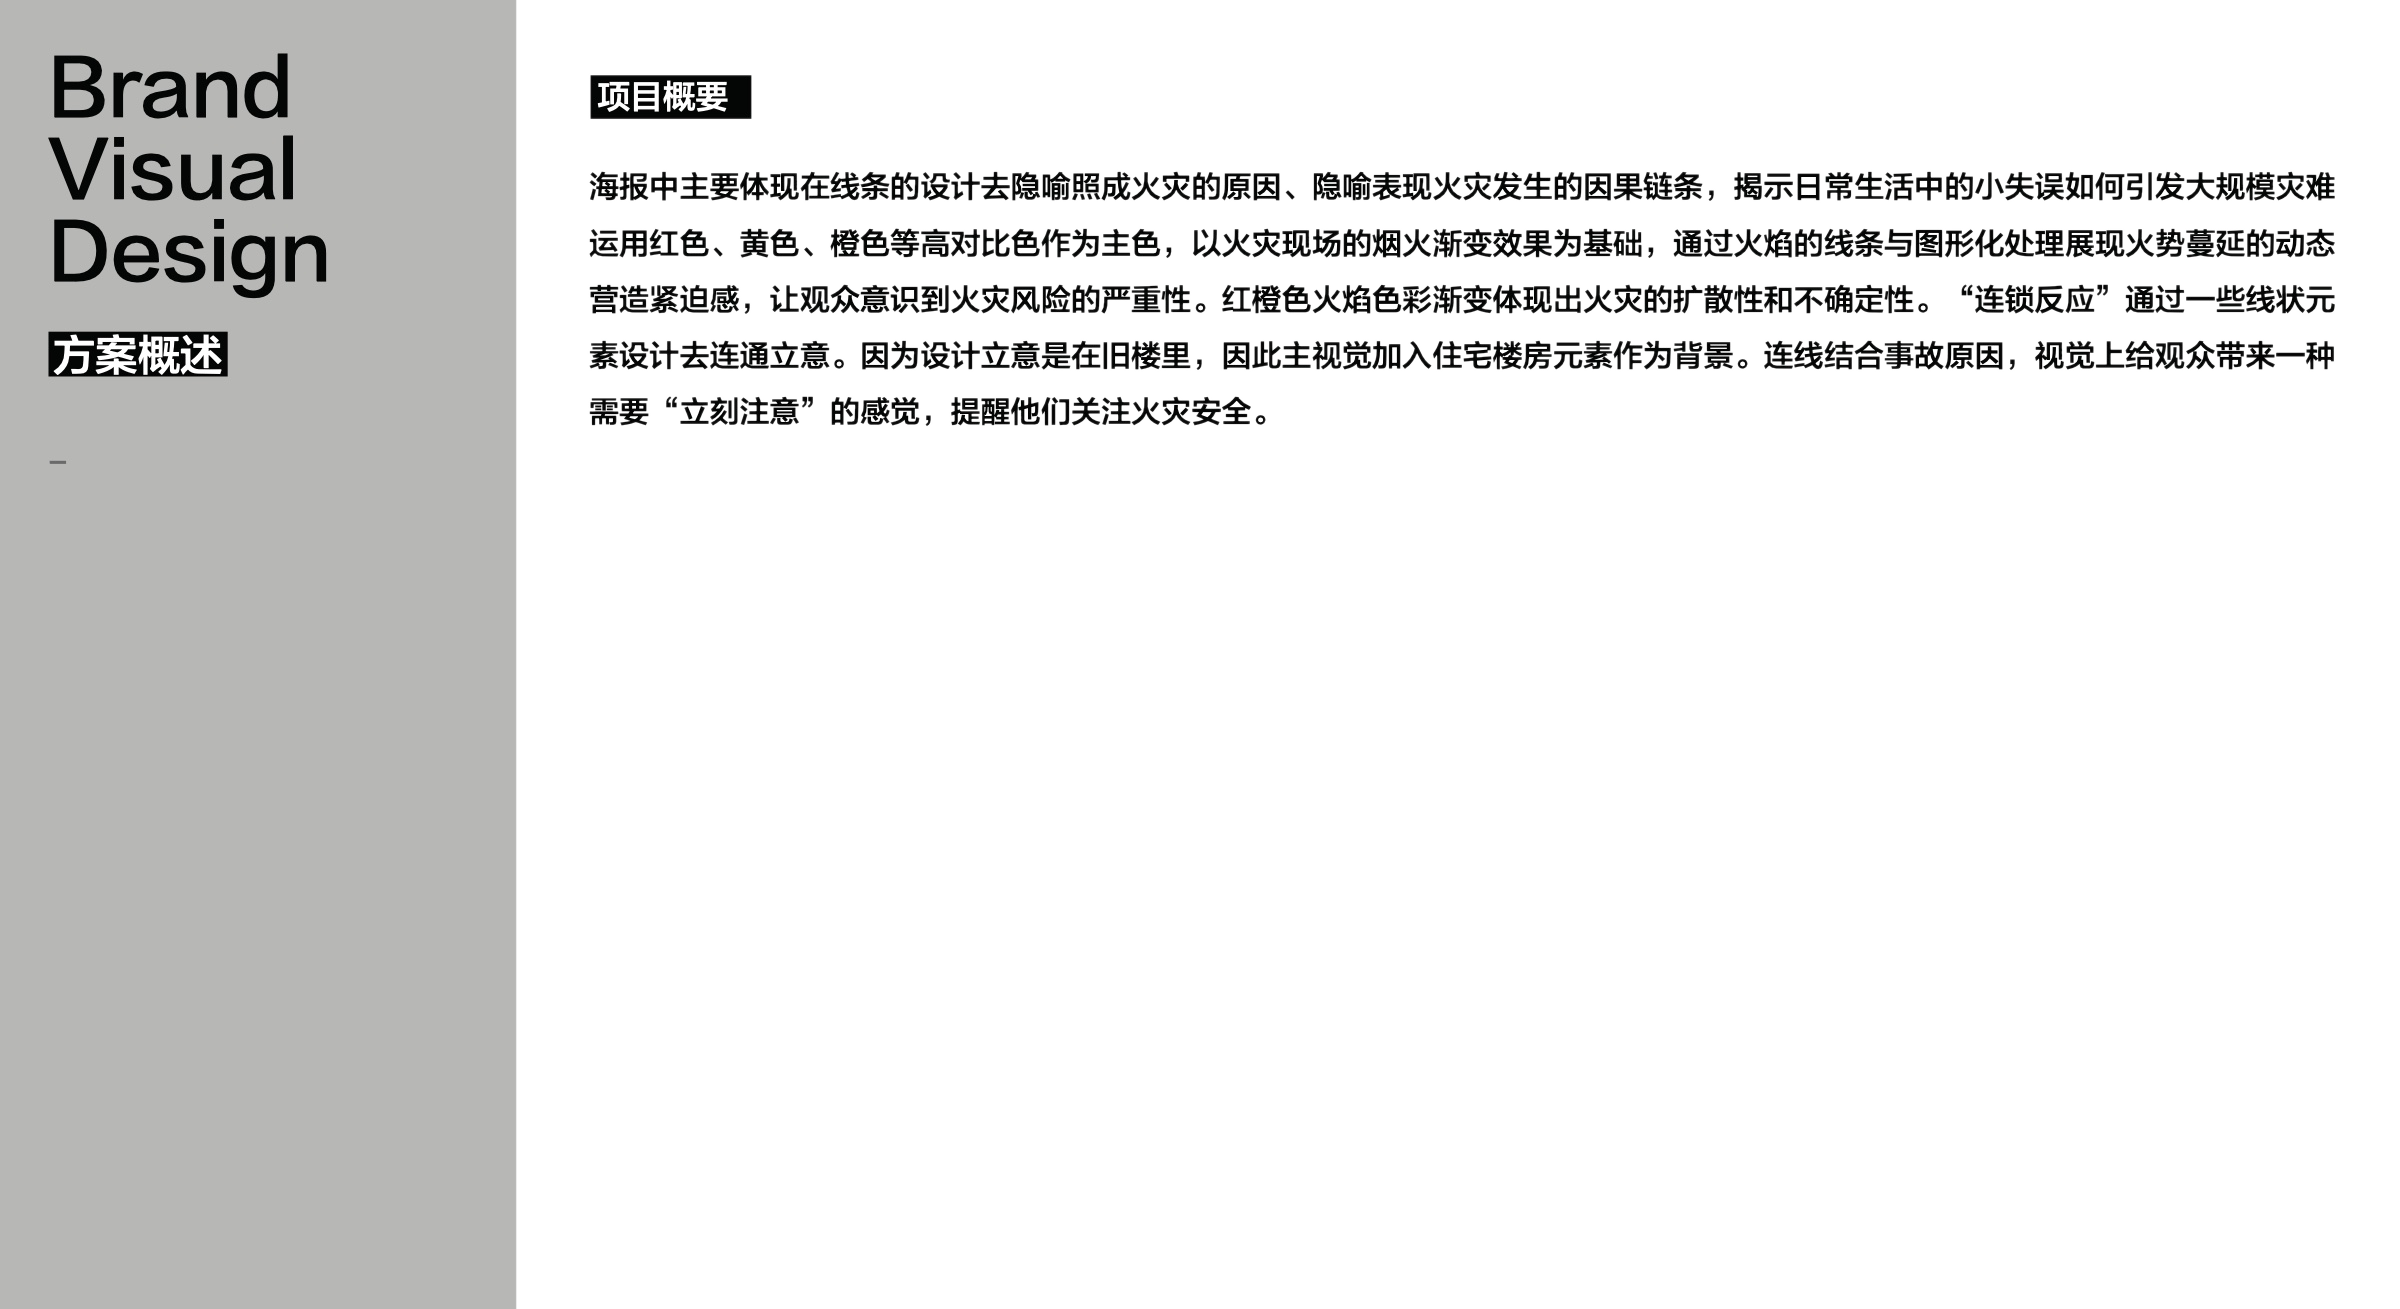 Brand
Visual
Design
方案概述
–
项目概要
海报中主要体现在线条的设计去隐喻照成火灾的原因、隐喻表现火灾发生的因果链条，揭示日常生活中的小失误如何引发大规模灾难
运用红色、黄色、橙色等高对比色作为主色，以火灾现场的烟火渐变效果为基础，通过火焰的线条与图形化处理展现火势蔓延的动态
营造紧迫感，让观众意识到火灾风险的严重性。红橙色火焰色彩渐变体现出火灾的扩散性和不确定性。“连锁反应”通过一些线状元
素设计去连通立意。因为设计立意是在旧楼里，因此主视觉加入住宅楼房元素作为背景。连线结合事故原因，视觉上给观众带来一种
需要“立刻注意”的感觉，提醒他们关注火灾安全。